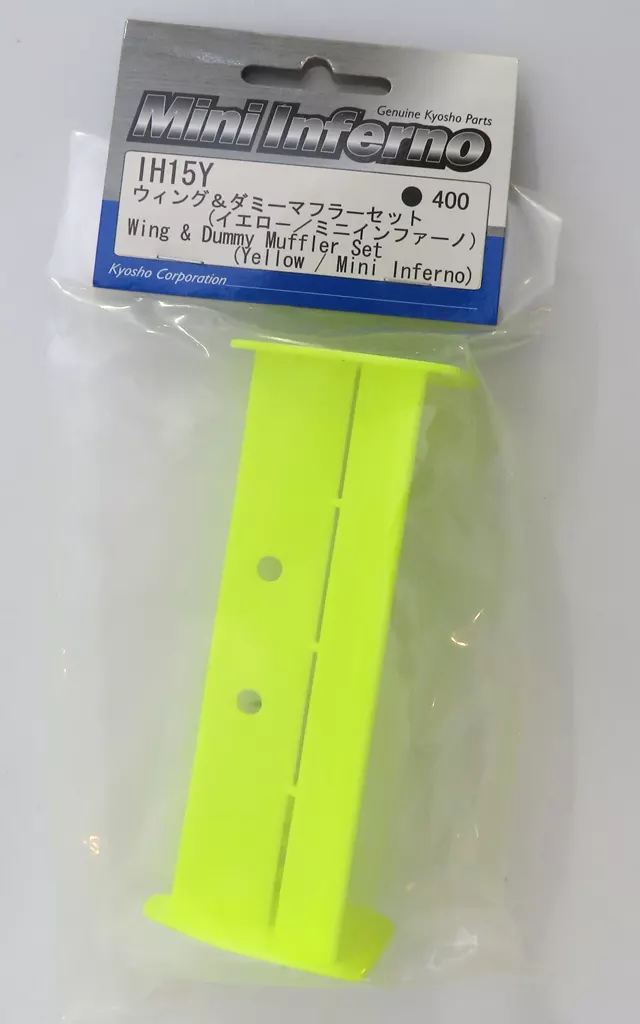 Genuine Kyosho Parts
Mini Inferno
IH15Y
● 400
ウィング&ダミーマフラーセット
(イエロー/ミニインファーノ)
Wing & Dummy Muffler Set
(Yellow / Mini Inferno)
Kyosho Corporation